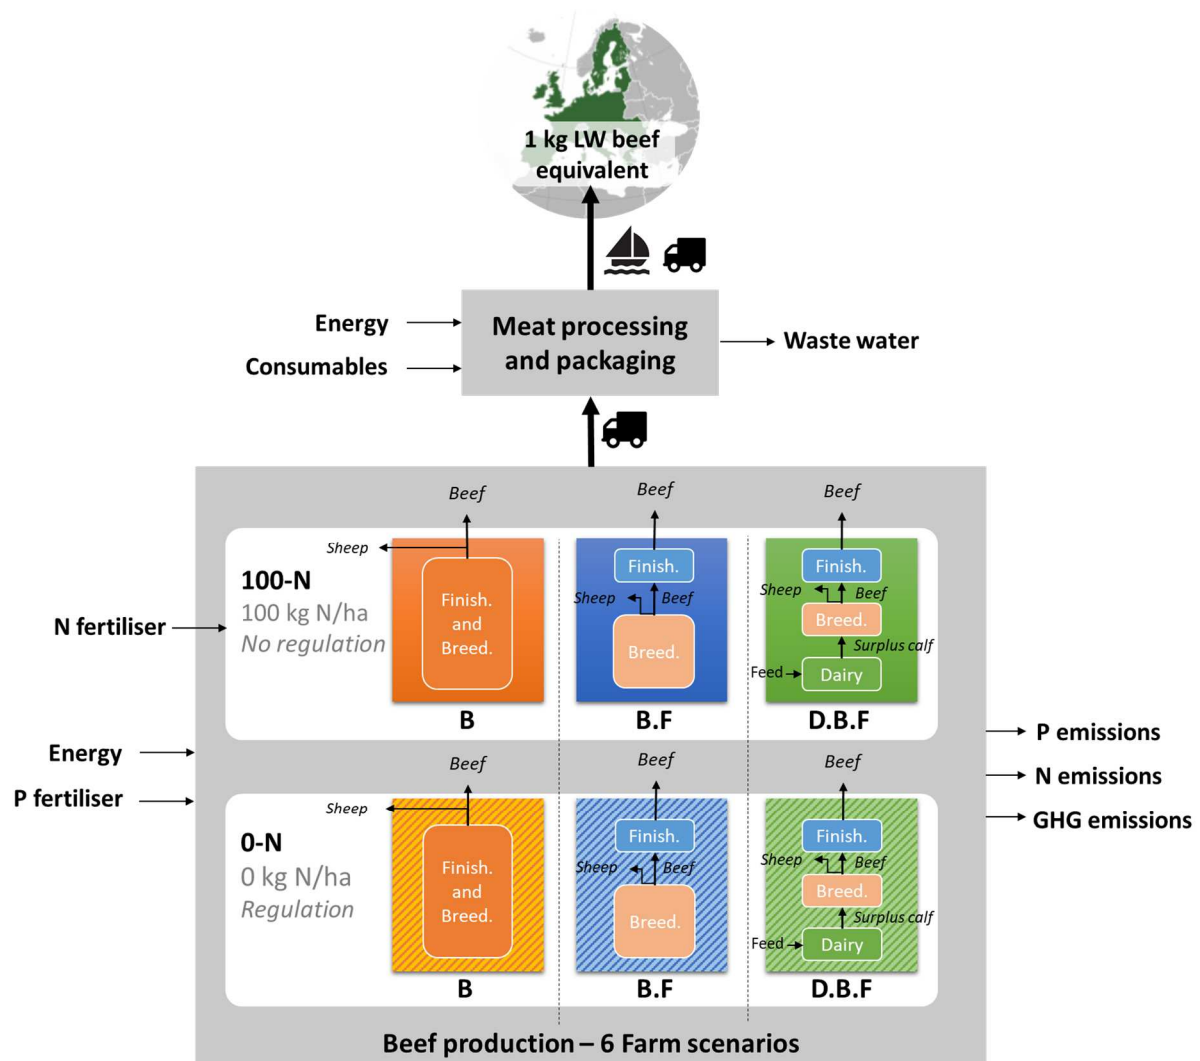 1 kg LW beef
equivalent
Energy
Consumables
Meat processing
and packaging
Waste water
Beef
Beef
Beef
Sheep
100-N
100 kg N/ha
No regulation
N fertiliser
Finish.
and
Breed.
Finish.
Sheep
Beef
Breed.
Finish.
Sheep
Beef
Breed.
Surplus calf
Feed
Dairy
B
B.F
D.B.F
Energy
P fertiliser
P emissions
N emissions
GHG emissions
Beef
Beef
Beef
Sheep
0-N
0 kg N/ha
Regulation
Finish.
and
Breed.
Finish.
Sheep
Beef
Breed.
Finish.
Sheep
Beef
Breed.
Surplus calf
Feed
Dairy
B
B.F
D.B.F
Beef production – 6 Farm scenarios